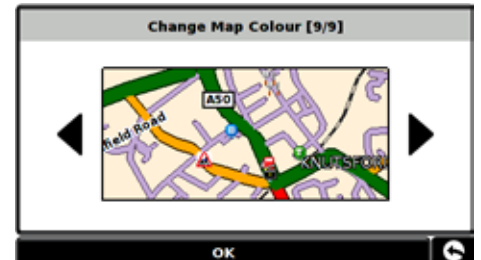 Change Map Colour [9/9]
A50
field Road
KNUTSFOR
OK